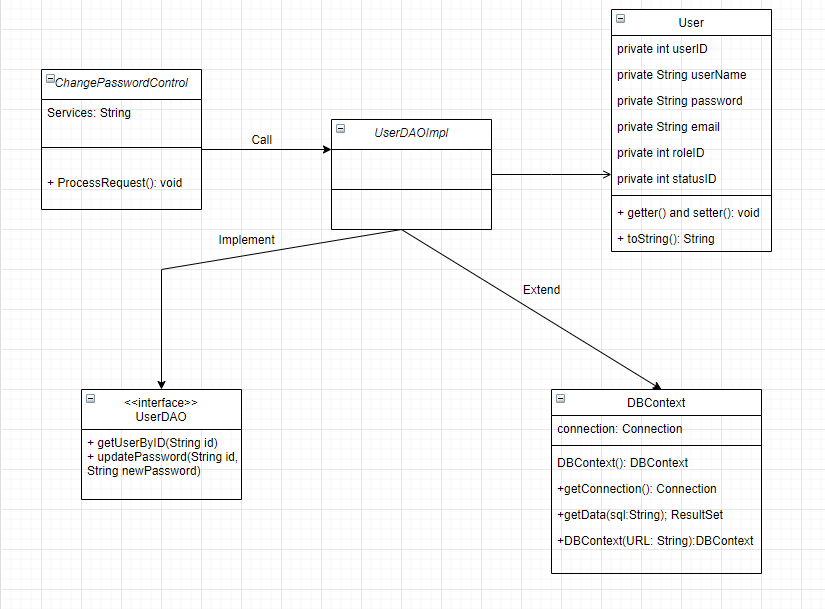 User
private int userID
private String userName
private String password
private String email
private int roleID
private int statusID
+ getter() and setter(): void
+ toString(): String
ChangePasswordControl
Services: String
+ ProcessRequest(): void
Call
UserDAOImpl
Implement
Extend
<<interface>>
UserDAO
+ getUserByID(String id)
+ updatePassword(String id,
String newPassword)
DBContext
connection: Connection
DBContext(): DBContext
+getConnection(): Connection
+getData(sql:String); ResultSet
+DBContext(URL: String):DBContext